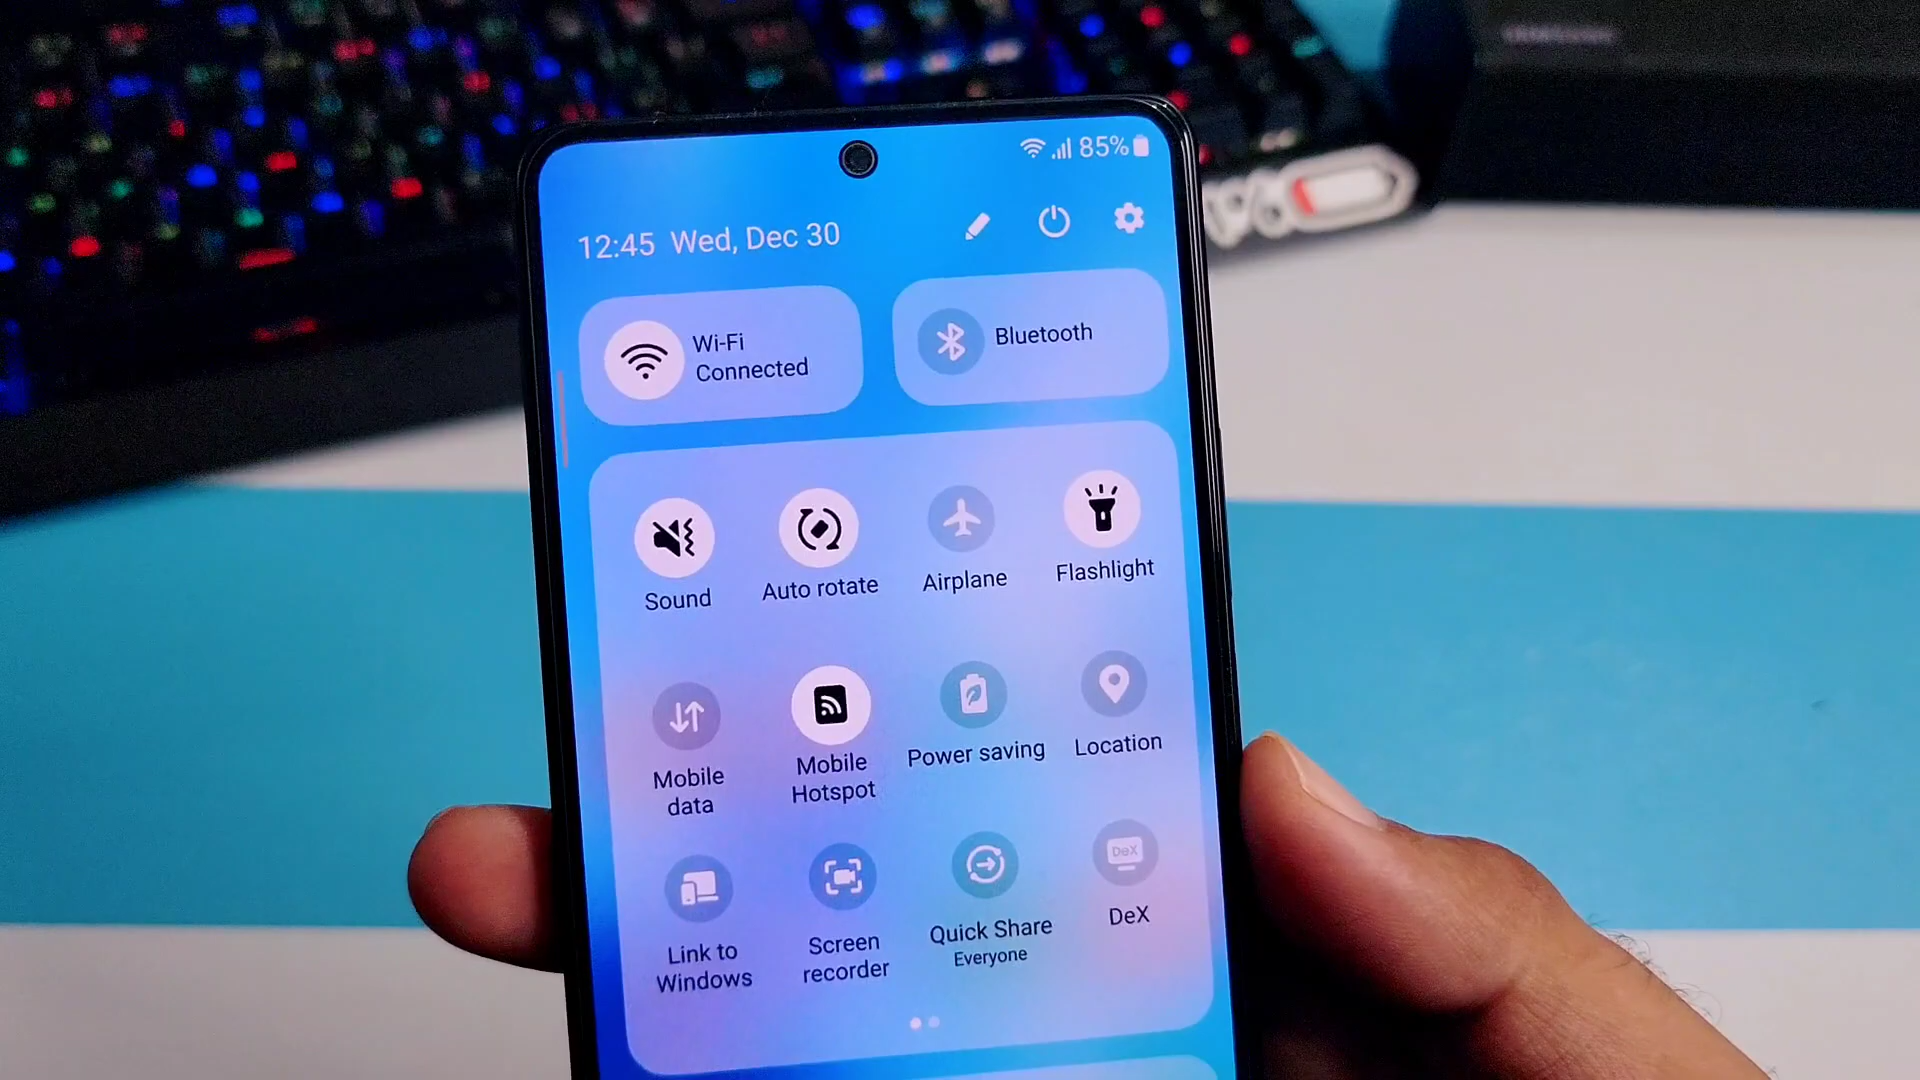 85%
12:45 Wed, Dec 30
Wi-Fi
Connected
Bluetooth
Sound
Auto rotate
Airplane
Flashlight
Mobile
data
Mobile
Hotspot
Power saving
Location
Link to
Windows
Screen
recorder
Quick Share
Everyone
DeX
DeX